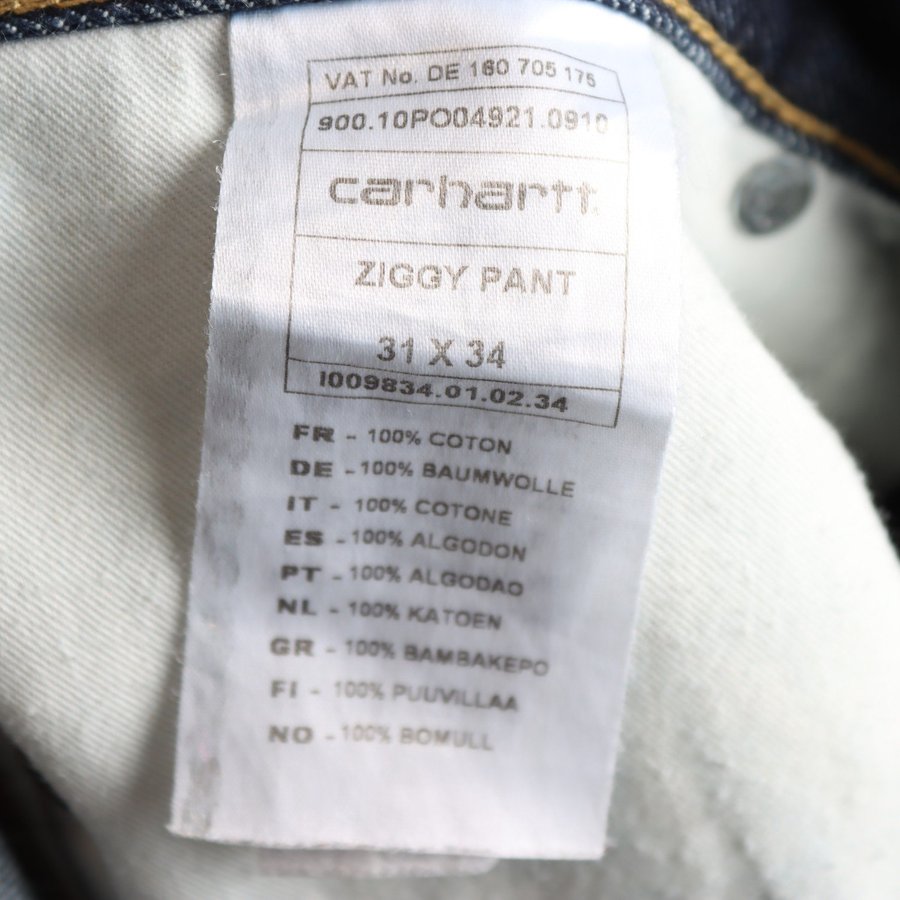 VAT No. DE 160 705 176
900.10PO04921.0910
carhartt
ZIGGY PANT
31 X 34
I009834.01.02.34
FR - 100% COTON
DE - 100% BAUMWOLLE
IT - 100% COTONE
ES - 100% ALGODON
PT - 100% ALGODAO
NL - 100% KATOEN
GR - 100% BAMBAKEPO
FI - 100% PUUVILLAA
NO - 100% BOMULL